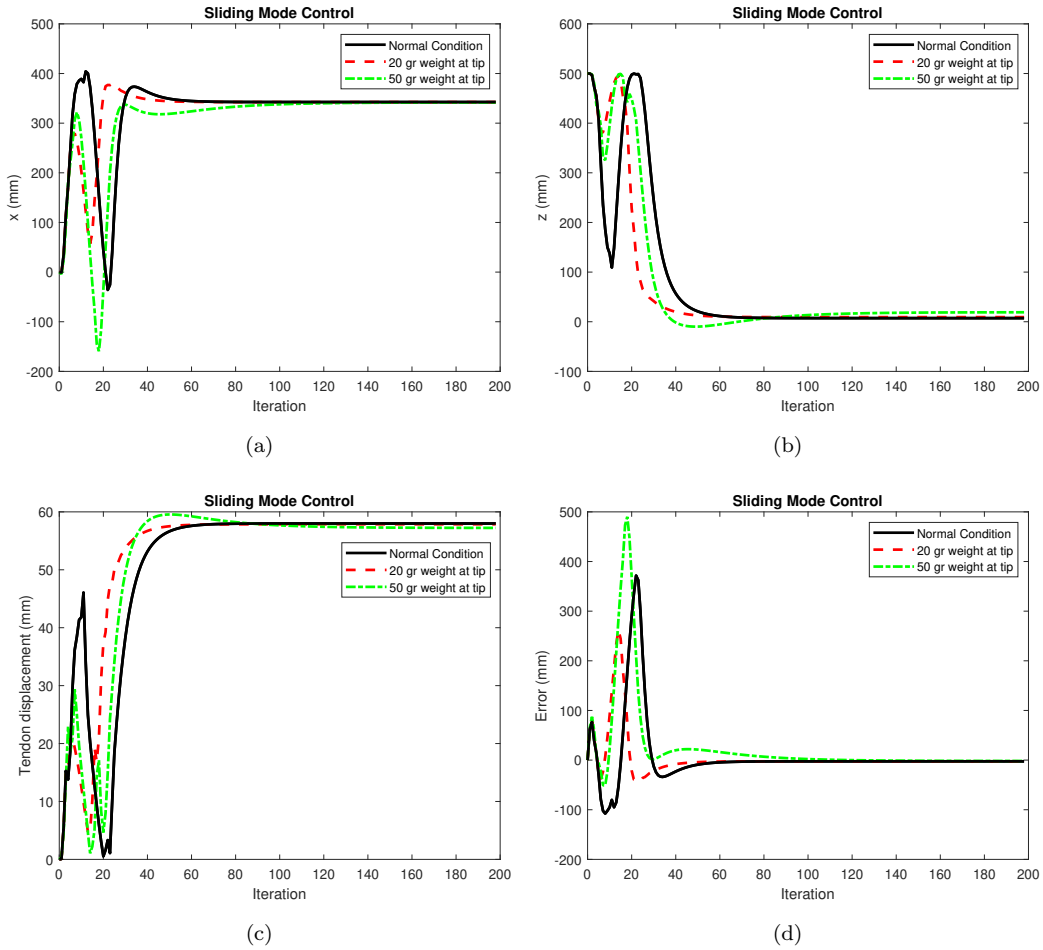 Sliding Mode Control
500
400
300
200
100
0
-100
-200
x (mm)
Normal Condition
20 gr weight at tip
50 gr weight at tip
0 20 40 60 80 100 120 140 160 180 200
Iteration
(a)
Sliding Mode Control
600
500
400
300
200
100
0
-100
z (mm)
Normal Condition
20 gr weight at tip
50 gr weight at tip
0 20 40 60 80 100 120 140 160 180 200
Iteration
(b)
Sliding Mode Control
60
50
40
30
20
10
0
Tendon displacement (mm)
Normal Condition
20 gr weight at tip
50 gr weight at tip
0 20 40 60 80 100 120 140 160 180 200
Iteration
(c)
Sliding Mode Control
500
400
300
200
100
0
-100
-200
Error (mm)
Normal Condition
20 gr weight at tip
50 gr weight at tip
0 20 40 60 80 100 120 140 160 180 200
Iteration
(d)